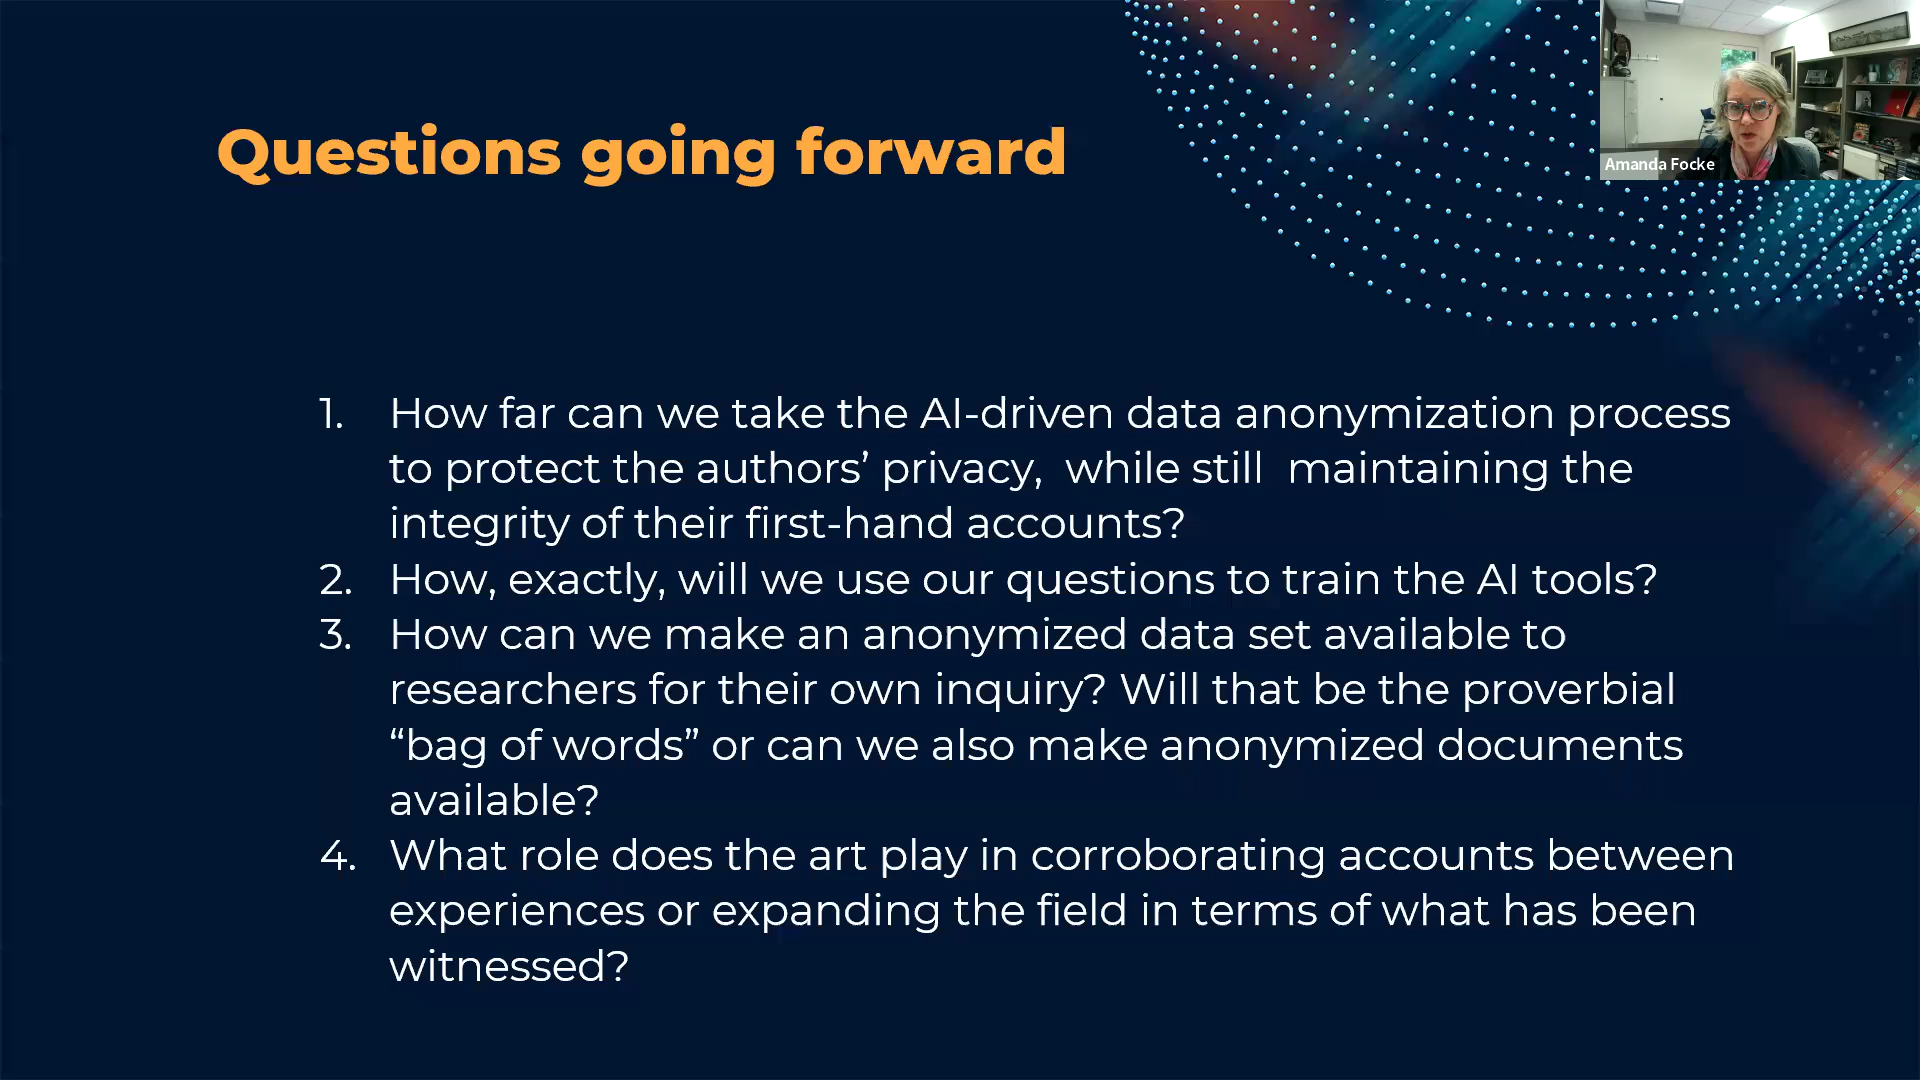 Questions going forward
Amanda Focke
1. How far can we take the AI-driven data anonymization process
to protect the authors’ privacy,  while still  maintaining the
integrity of their first-hand accounts?
2. How, exactly, will we use our questions to train the AI tools?
3. How can we make an anonymized data set available to
researchers for their own inquiry? Will that be the proverbial
“bag of words” or can we also make anonymized documents
available?
4. What role does the art play in corroborating accounts between
experiences or expanding the field in terms of what has been
witnessed?